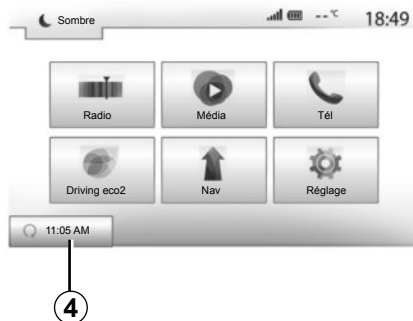 Sombre
--°C
18:49
Radio
Média
Tél
Driving eco2
Nav
Réglage
11:05 AM
4